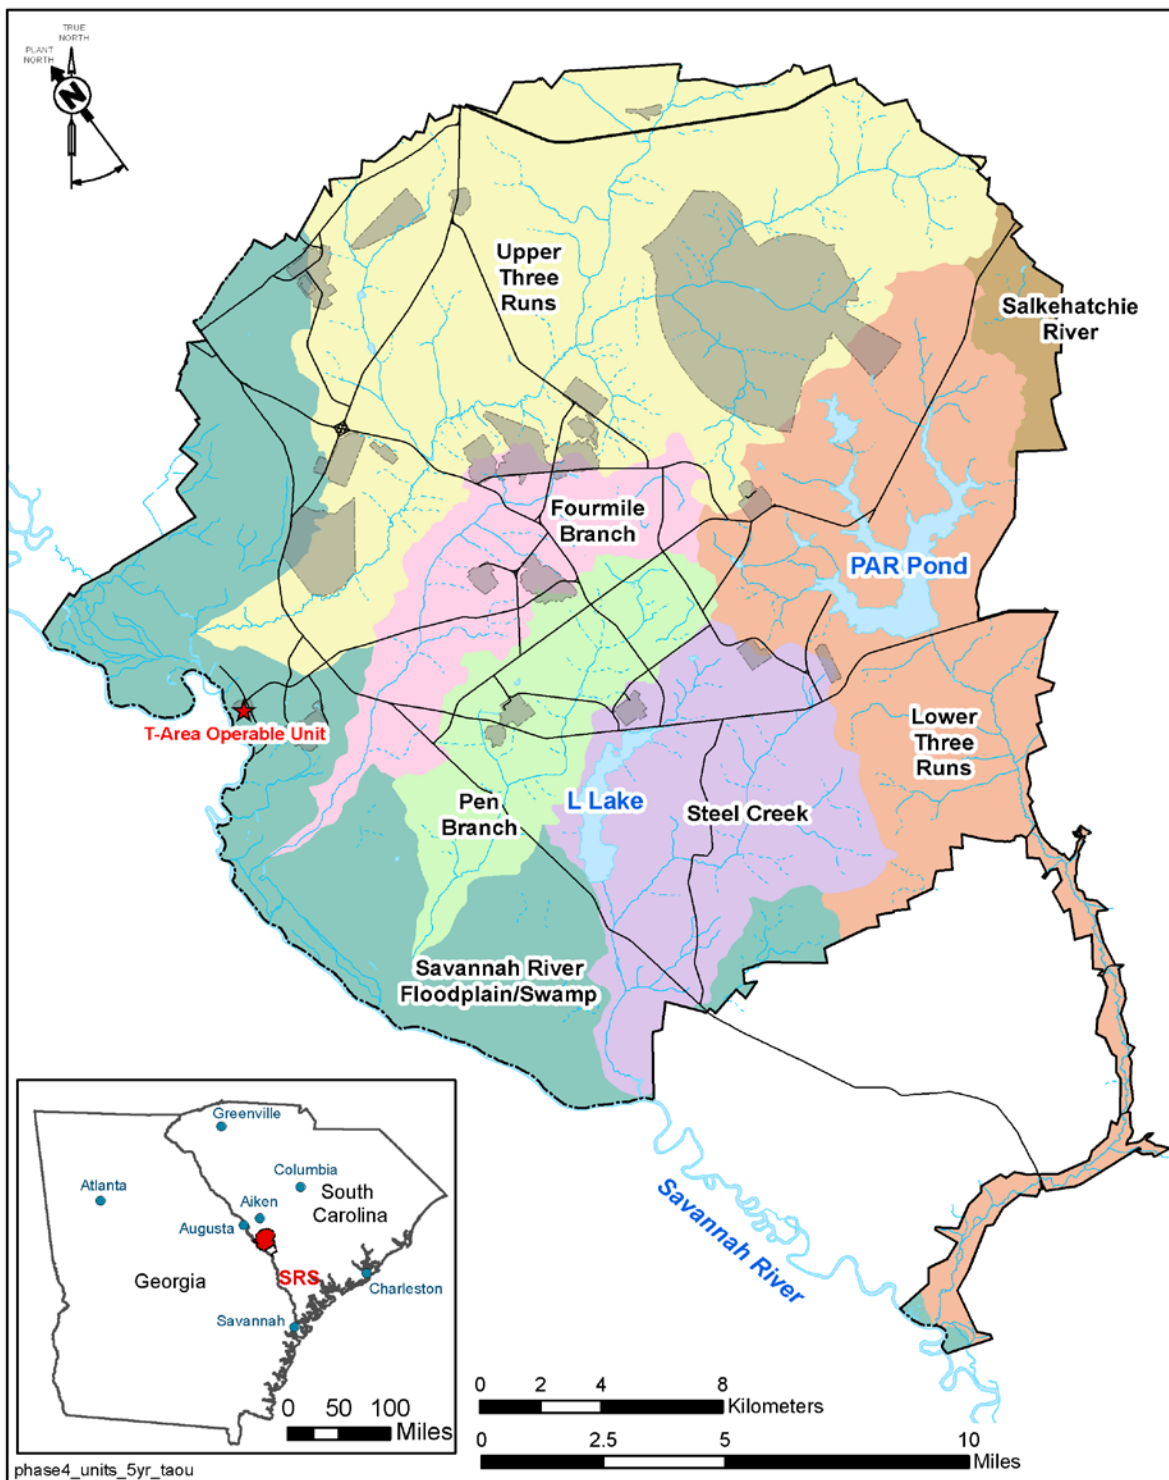 TRUE
NORTH
PLANT
NORTH
N
Upper
Three
Runs
Salkehatchie
River
Fourmile
Branch
PAR Pond
T-Area Operable Unit
Lower
Three
Runs
Pen
Branch
L Lake
Steel Creek
Savannah River
Floodplain/Swamp
Savannah River
Greenville
Columbia
Atlanta
Aiken
South
Carolina
Augusta
Georgia
SRS
Charleston
Savannah
0 50 100
Miles
0 2 4 8
Kilometers
0 2.5 5 10
Miles
phase4_units_5yr_taou